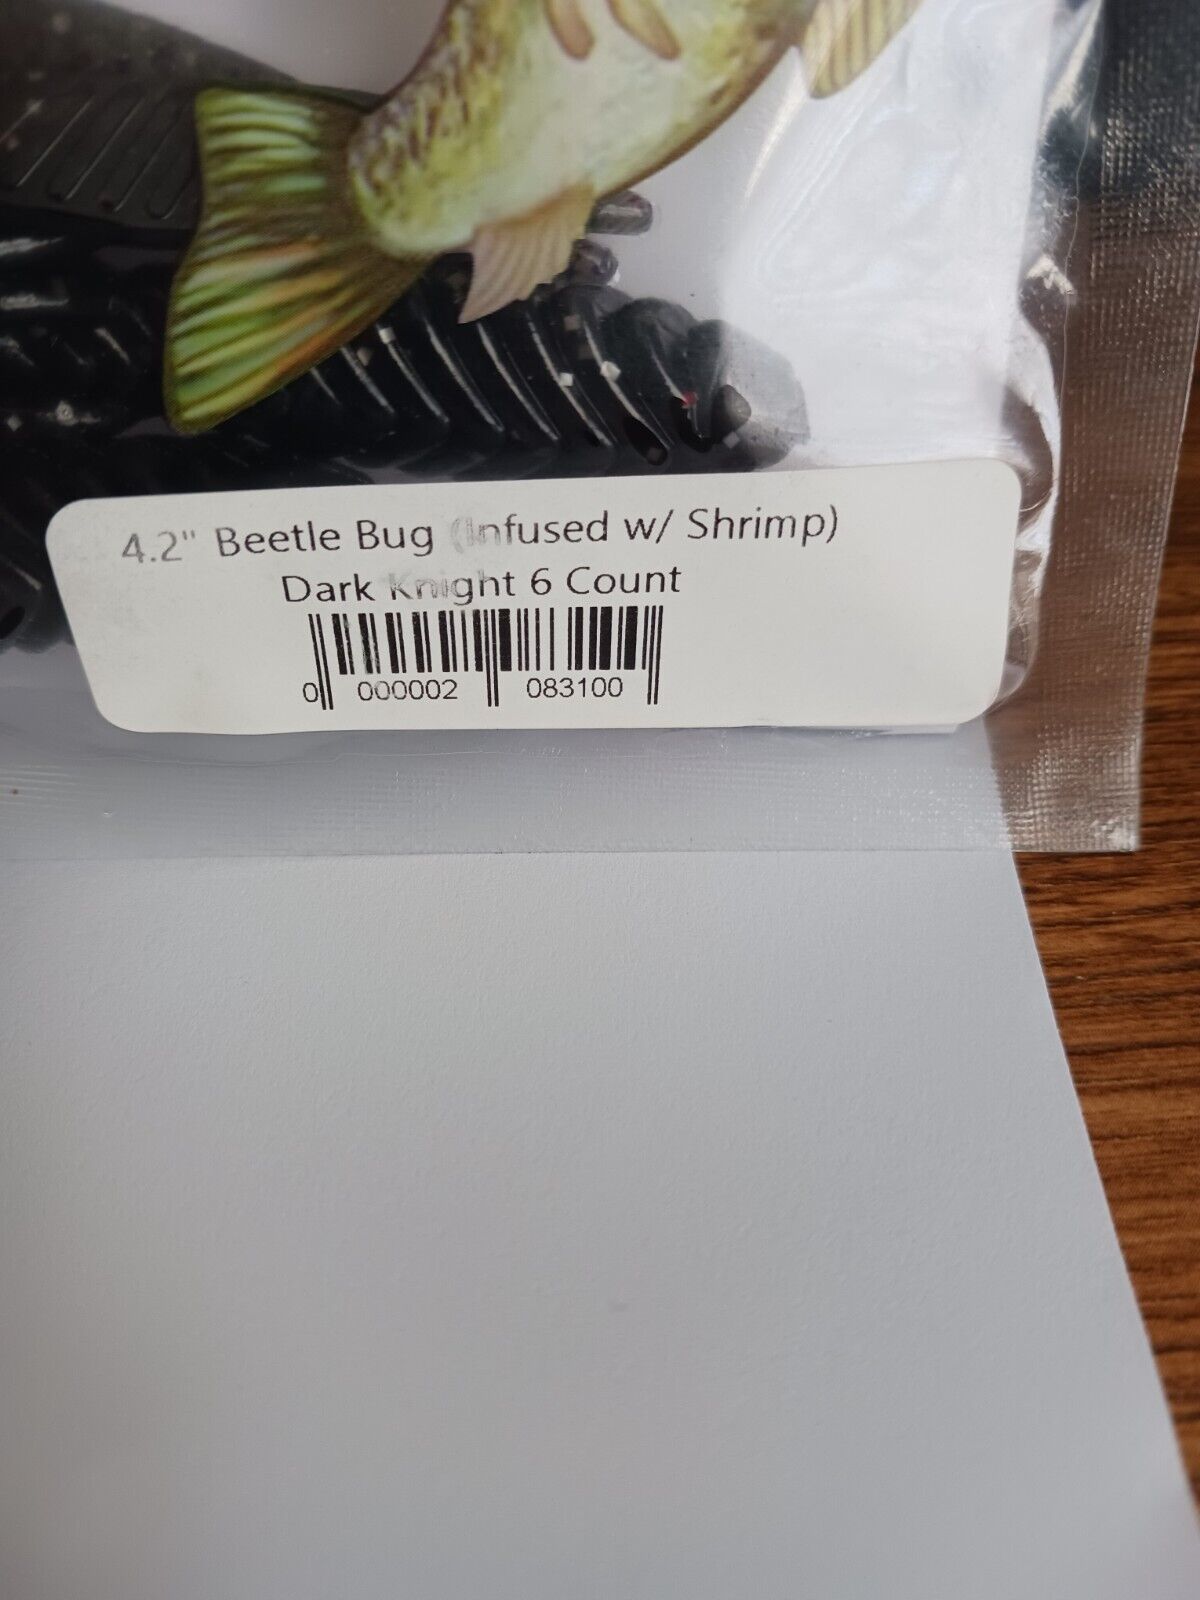 4.2" Beetle Bug (Infused w/ Shrimp)
Dark Knight 6 Count
0 000002 083100